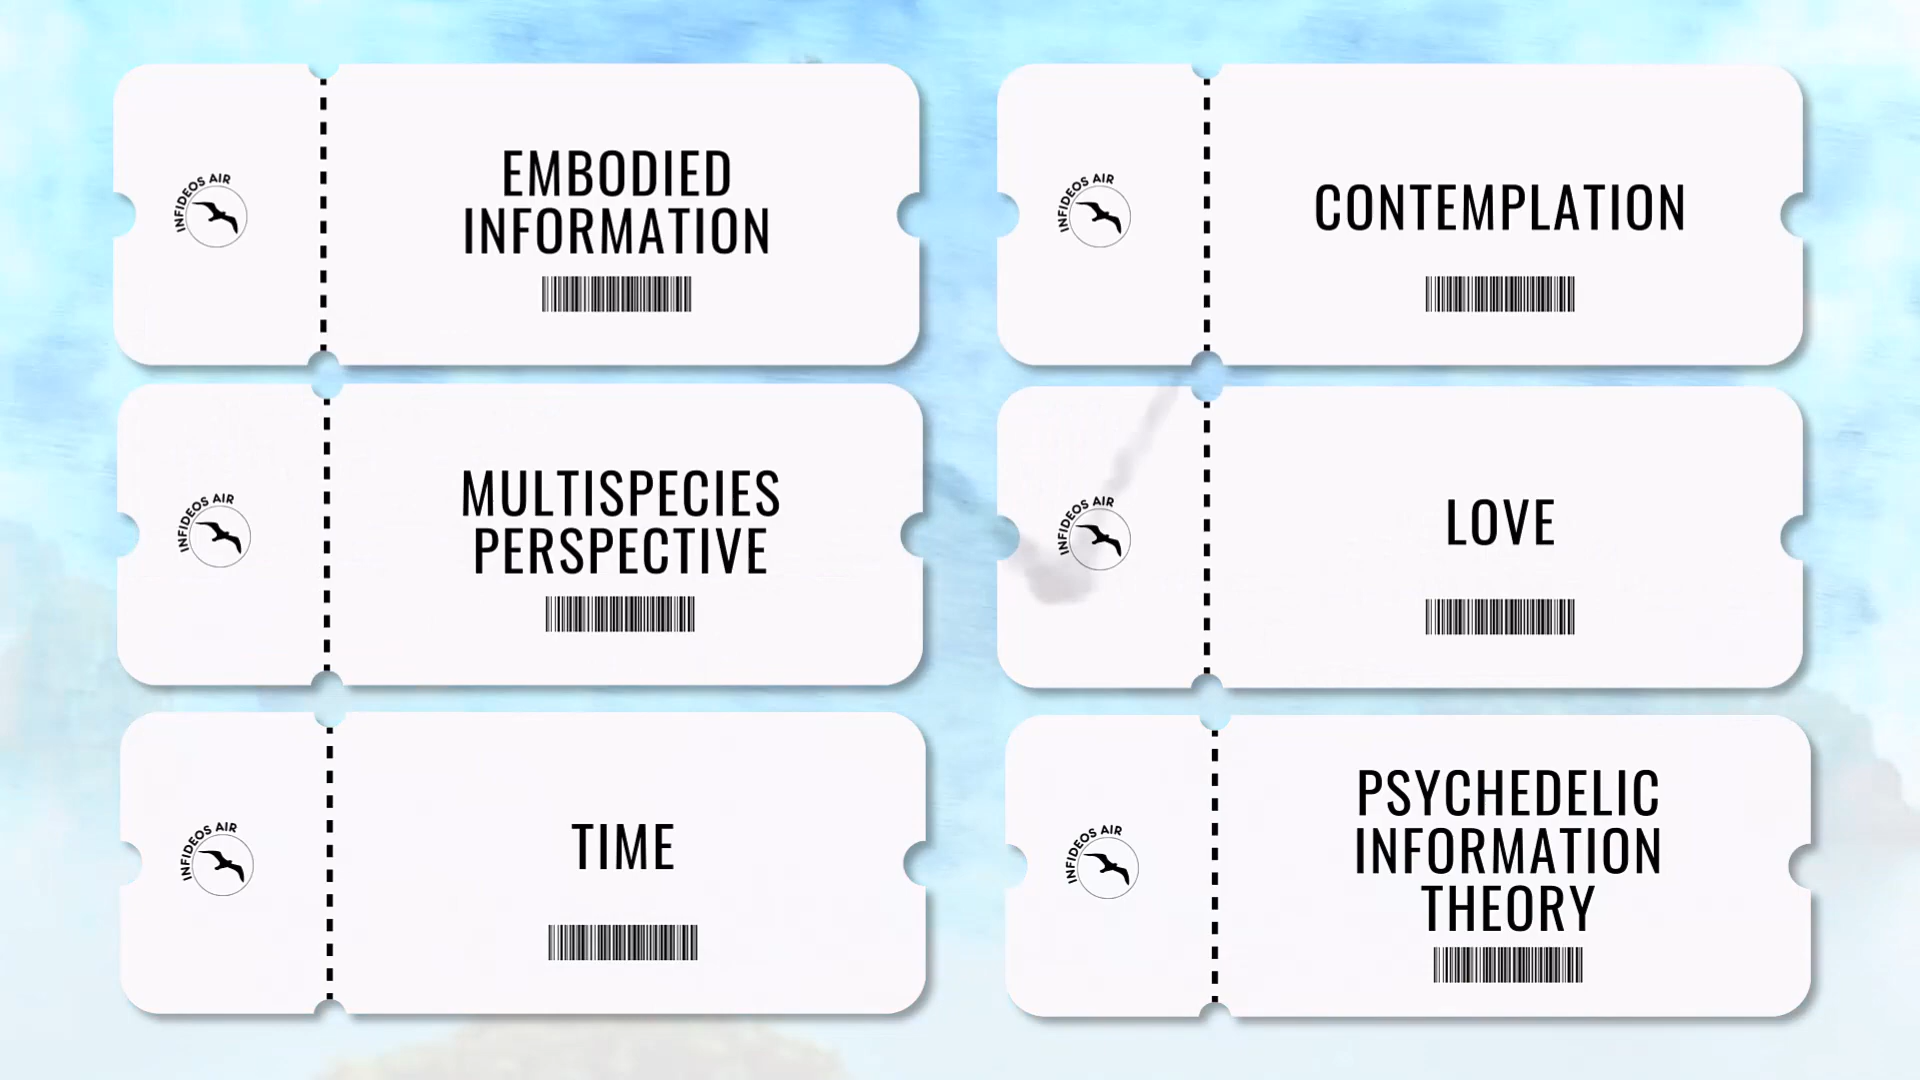 INFIDEOS AIR
EMBODIED
INFORMATION
INFIDEOS AIR
CONTEMPLATION
INFIDEOS AIR
MULTISPECIES
PERSPECTIVE
INFIDEOS AIR
LOVE
INFIDEOS AIR
TIME
INFIDEOS AIR
PSYCHEDELIC
INFORMATION
THEORY